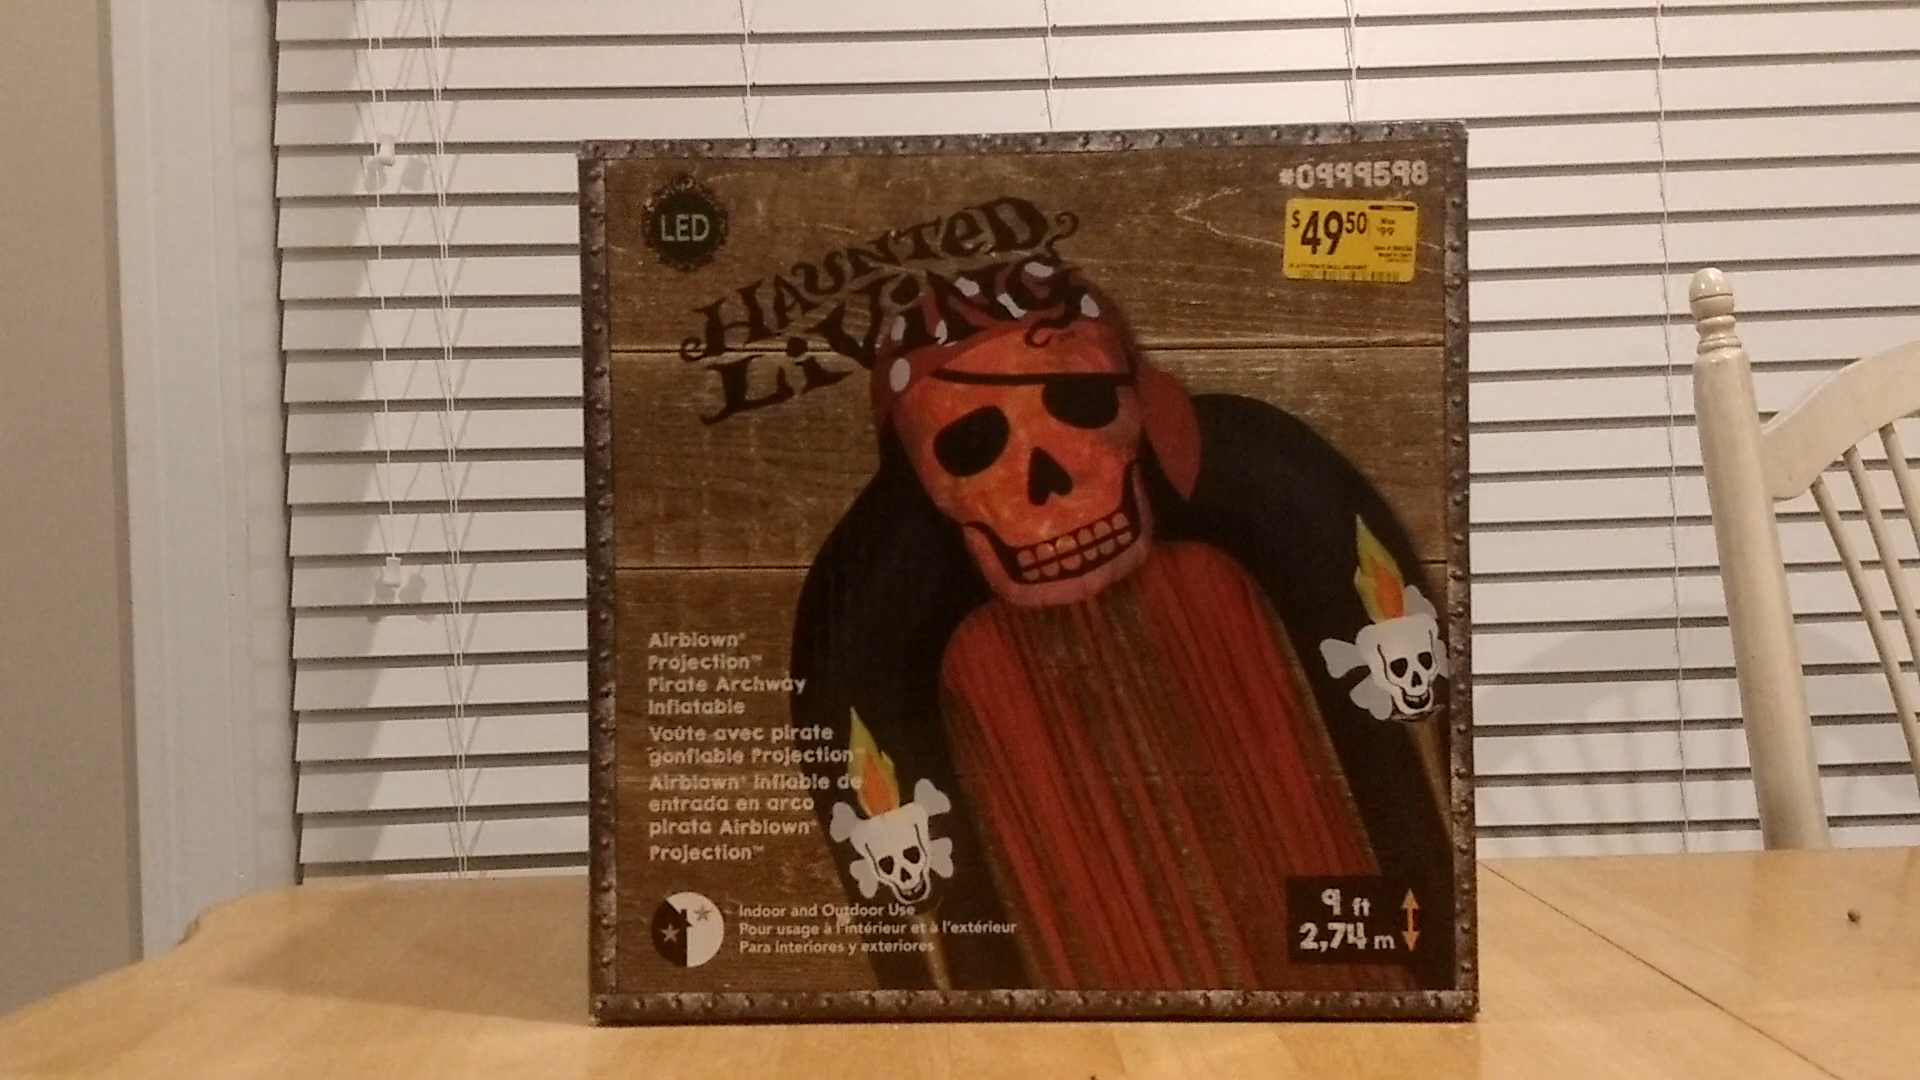 #0999598
LED
$49.50
Was
$99
HAUNTED
LiViNG
Airblown®
Projection™
Pirate Archway
Inflatable
Voûte avec pirate
gonflable Projection™
Airblown® Inflable de
entrada en arco
pirata Airblown®
Projection™
Indoor and Outdoor Use
Pour usage à l'intérieur et à l'extérieur
Para interiores y exteriores
9 ft
2,74 m